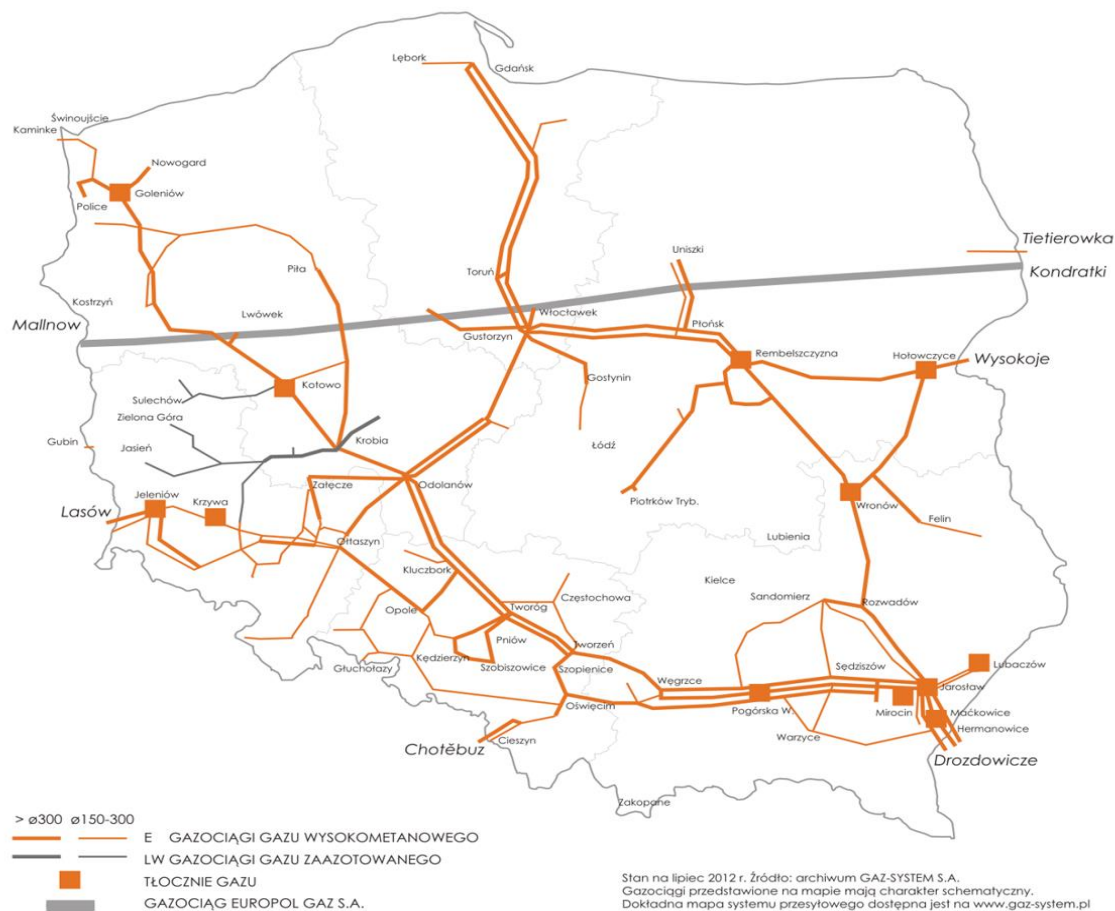 Lębork
Gdańsk
Świnoujście
Kaminke
Nowogard
Goleniów
Police
Tietierowka
Uniszki
Toruń
Piła
Kondratki
Kostrzyń
Lwówek
Włocławek
Mallnow
Gustorzyn
Płońsk
Rembelszczyzna
Hołowczyce
Wysokoje
Gostynin
Kotowo
Sulechów
Zielona Góra
Krobia
Gubin
Jasień
Łódź
Załęcze
Odolanów
Jeleniów
Krzywa
Piotrków Tryb.
Wronów
Lasów
Felin
Ołtaszyn
Lubienia
Kluczbork
Kielce
Częstochowa
Sandomierz
Opole
Tworóg
Rozwadów
Pniów
Tworzeń
Kędzierzyn
Głuchołazy
Szobiszowice
Szopienice
Sędziszów
Lubaczów
Węgrzce
Jarosław
Oświęcim
Pogórska W.
Mirocin
Maćkowice
Hermanowice
Warzyce
Cieszyn
Chotěbuz
Drozdowicze
Zakopane
> ø300 ø150-300
E GAZOCIĄGI GAZU WYSOKOMETANOWEGO
LW GAZOCIĄGI GAZU ZAAZOTOWANEGO
TŁOCZNIE GAZU
GAZOCIĄG EUROPOL GAZ S.A.
Stan na lipiec 2012 r. Źródło: archiwum GAZ-SYSTEM S.A.
Gazociągi przedstawione na mapie mają charakter schematyczny.
Dokładna mapa systemu przesyłowego dostępna jest na www.gaz-system.pl